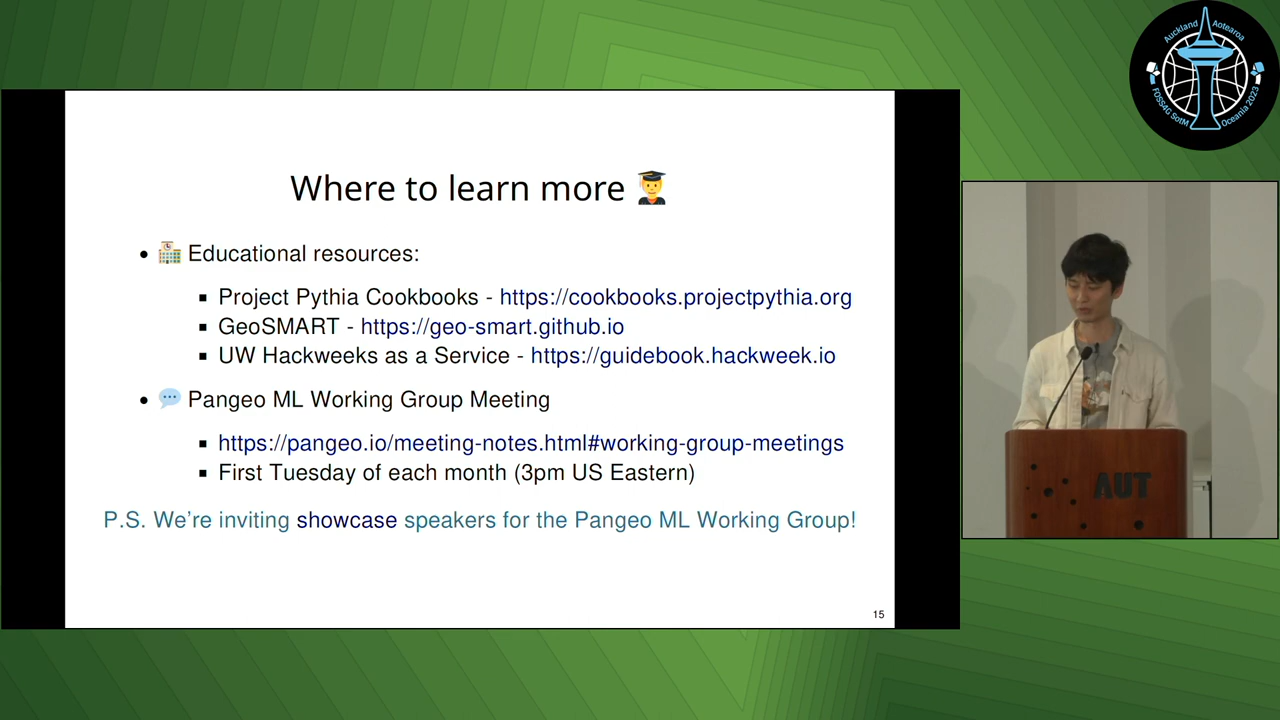 Where to learn more
Educational resources:
Project Pythia Cookbooks - https://cookbooks.projectpythia.org
GeoSMART - https://geo-smart.github.io
UW Hackweeks as a Service - https://guidebook.hackweek.io
Pangeo ML Working Group Meeting
https://pangeo.io/meeting-notes.html#working-group-meetings
First Tuesday of each month (3pm US Eastern)
P.S. We’re inviting showcase speakers for the Pangeo ML Working Group!
15
Auckland Aotearoa
FOSS4G SotM Oceania 2023
AUT